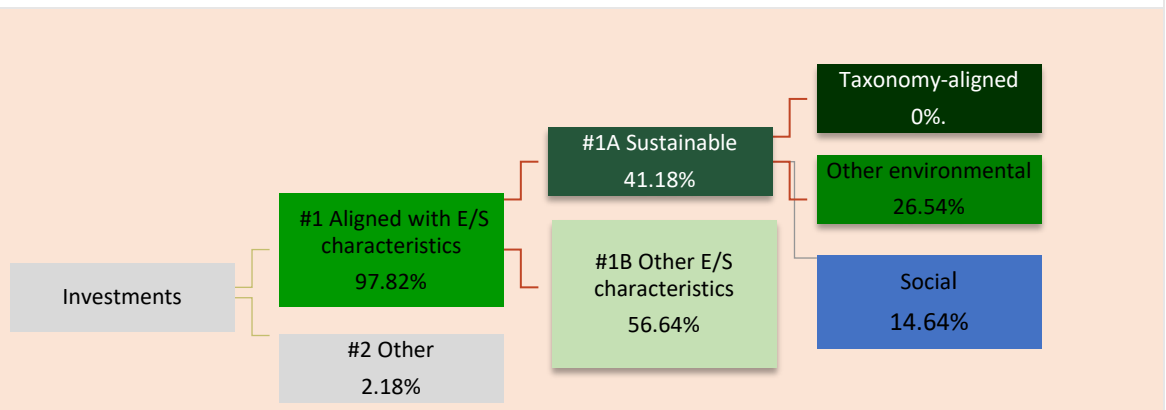 Investments
#1 Aligned with E/S
characteristics
97.82%
#2 Other
2.18%
#1A Sustainable
41.18%
#1B Other E/S
characteristics
56.64%
Taxonomy-aligned
0%.
Other environmental
26.54%
Social
14.64%